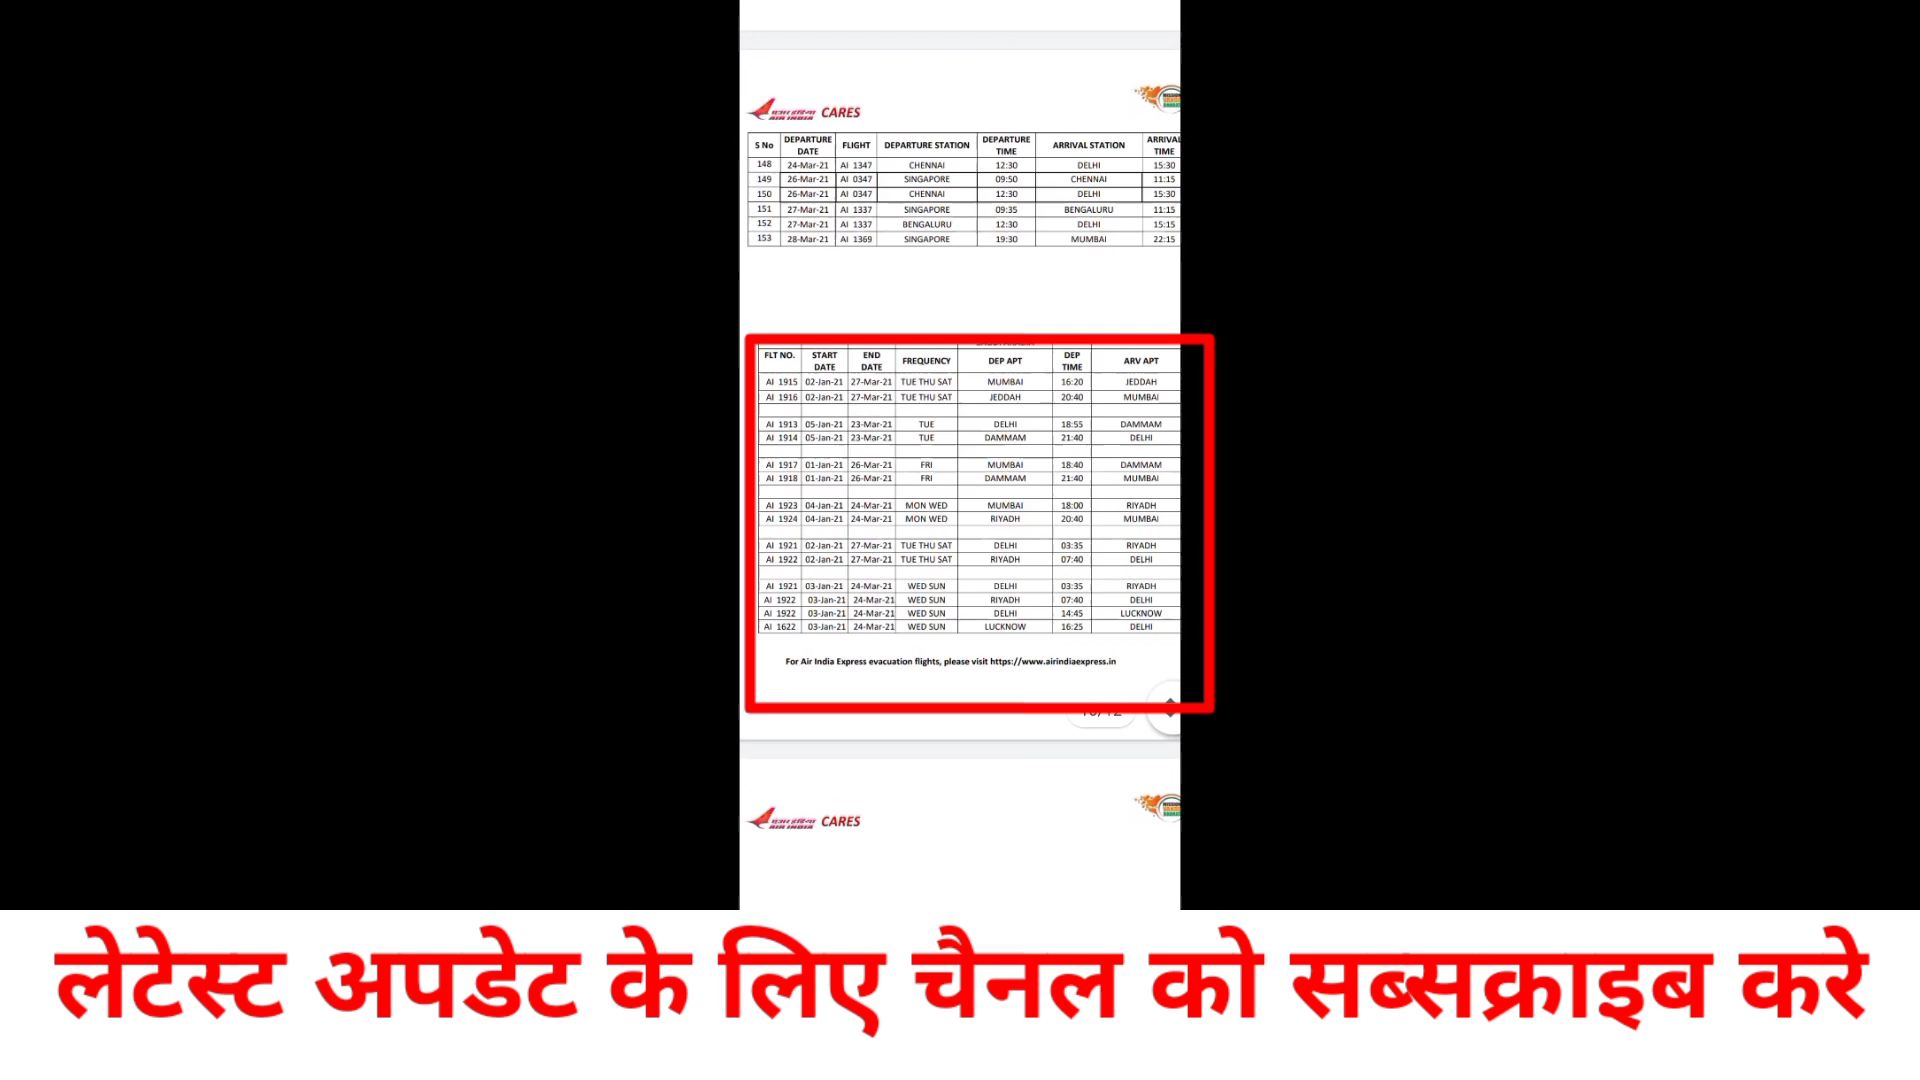 एअर इंडिया
AIR INDIA CARES
S No DEPARTURE DATE FLIGHT DEPARTURE STATION DEPARTURE TIME ARRIVAL STATION ARRIVAL TIME
148 24-Mar-21 AI 1347 CHENNAI 12:30 DELHI 15:30
149 26-Mar-21 AI 0347 SINGAPORE 09:50 CHENNAI 11:15
150 26-Mar-21 AI 0347 CHENNAI 12:30 DELHI 15:30
151 27-Mar-21 AI 1337 SINGAPORE 09:35 BENGALURU 11:15
152 27-Mar-21 AI 1337 BENGALURU 12:30 DELHI 15:15
153 28-Mar-21 AI 1369 SINGAPORE 19:30 MUMBAI 22:15
FLT NO. START DATE END DATE FREQUENCY DEP APT DEP TIME ARV APT
AI 1915 02-Jan-21 27-Mar-21 TUE THU SAT MUMBAI 16:20 JEDDAH
AI 1916 02-Jan-21 27-Mar-21 TUE THU SAT JEDDAH 20:40 MUMBAI
AI 1913 05-Jan-21 23-Mar-21 TUE DELHI 18:55 DAMMAM
AI 1914 05-Jan-21 23-Mar-21 TUE DAMMAM 21:40 DELHI
AI 1917 01-Jan-21 26-Mar-21 FRI MUMBAI 18:40 DAMMAM
AI 1918 01-Jan-21 26-Mar-21 FRI DAMMAM 21:40 MUMBAI
AI 1923 04-Jan-21 24-Mar-21 MON WED MUMBAI 18:00 RIYADH
AI 1924 04-Jan-21 24-Mar-21 MON WED RIYADH 20:40 MUMBAI
AI 1921 02-Jan-21 27-Mar-21 TUE THU SAT DELHI 03:35 RIYADH
AI 1922 02-Jan-21 27-Mar-21 TUE THU SAT RIYADH 07:40 DELHI
AI 1921 03-Jan-21 24-Mar-21 WED SUN DELHI 03:35 RIYADH
AI 1922 03-Jan-21 24-Mar-21 WED SUN RIYADH 07:40 DELHI
AI 1922 03-Jan-21 24-Mar-21 WED SUN DELHI 14:45 LUCKNOW
AI 1622 03-Jan-21 24-Mar-21 WED SUN LUCKNOW 16:25 DELHI
For Air India Express evacuation flights, please visit https://www.airindiaexpress.in
एअर इंडिया
AIR INDIA CARES
लेटेस्ट अपडेट के लिए चैनल को सब्सक्राइब करे